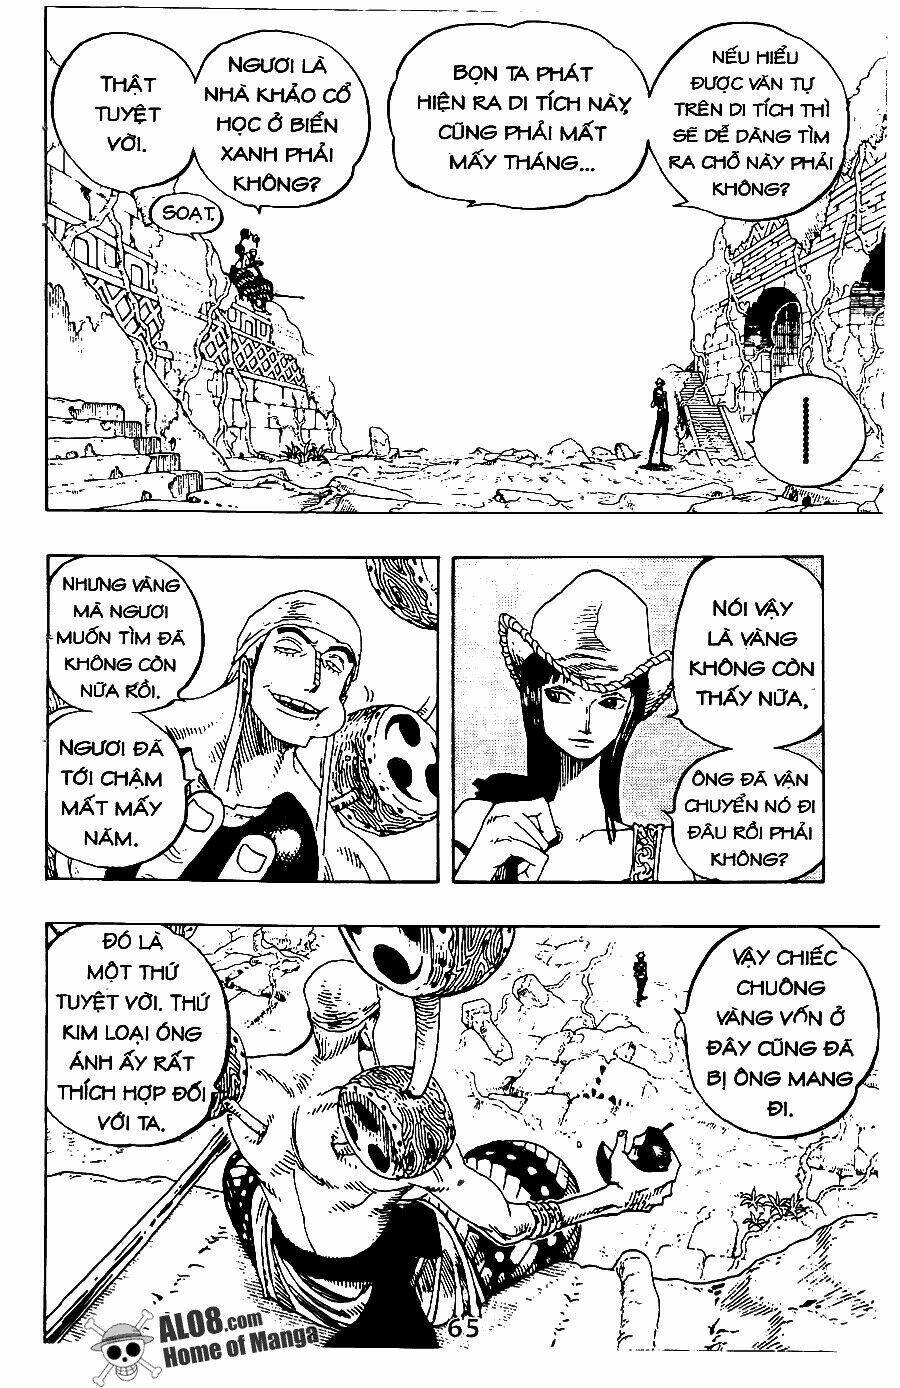 THẬT
TUYỆT
VỜI.
NGƯƠI LÀ
NHÀ KHẢO CỔ
HỌC Ở BIỂN
XANH PHẢI
KHÔNG?
SOẠT.
BỌN TA PHÁT
HIỆN RA DI TÍCH NÀY,
CŨNG PHẢI MẤT
MẤY THÁNG...
NẾU HIỂU
ĐƯỢC VĂN TỰ
TRÊN DI TÍCH THÌ
SẼ DỄ DÀNG TÌM
RA CHỖ NÀY PHẢI
KHÔNG?
NHƯNG VÀNG
MÀ NGƯƠI
MUỐN TÌM ĐÃ
KHÔNG CÒN
NỮA RỒI.
NGƯƠI ĐÃ
TỚI CHẬM
MẤT MẤY
NĂM.
NÓI VẬY
LÀ VÀNG
KHÔNG CÒN
THẤY NỮA,
ÔNG ĐÃ VẬN
CHUYỂN NÓ ĐI
ĐÂU RỒI PHẢI
KHÔNG?
ĐÓ LÀ
MỘT THỨ
TUYỆT VỜI. THỨ
KIM LOẠI ÓNG
ÁNH ẤY RẤT
THÍCH HỢP ĐỐI
VỚI TA.
VẬY CHIẾC
CHUÔNG
VÀNG VỐN Ở
ĐÂY CŨNG ĐÃ
BỊ ÔNG MANG
ĐI.
AL08.com
Home of Manga
65